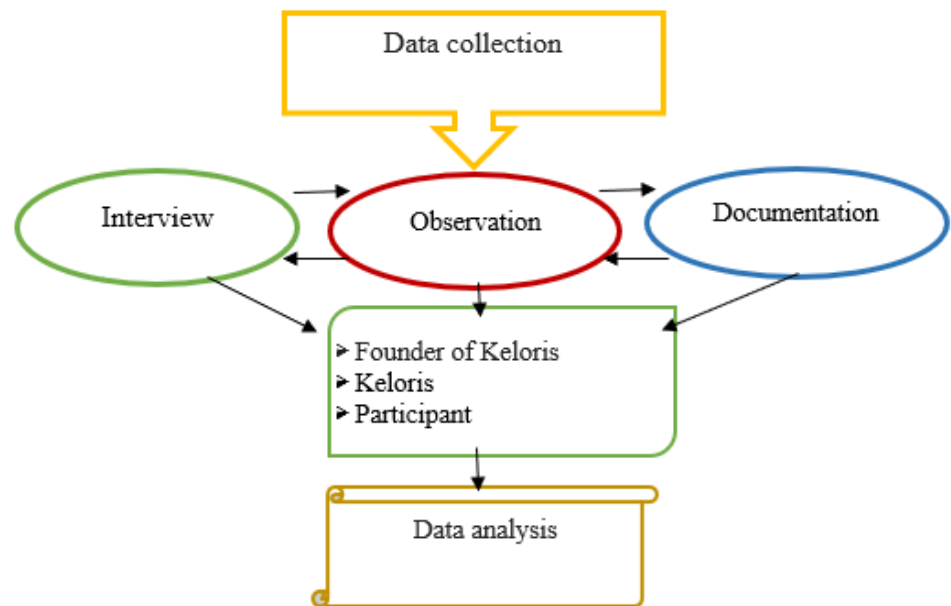 Data collection
Interview
Observation
Documentation
➢ Founder of Keloris
➢ Keloris
➢ Participant
Data analysis